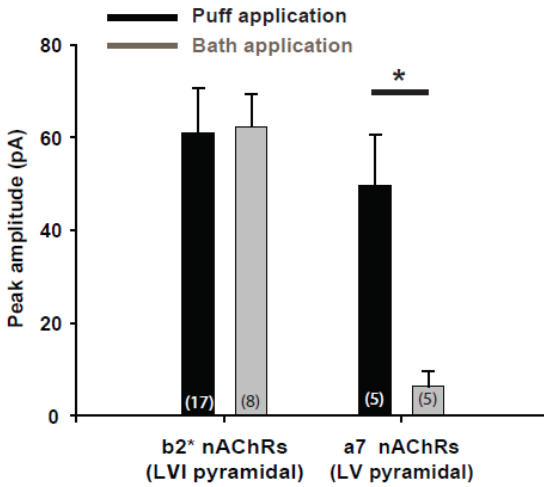 Puff application
Bath application
Peak amplitude (pA)
80
60
40
20
0
*
(17)
(8)
(5)
(5)
b2* nAChRs
(LVI pyramidal)
a7 nAChRs
(LV pyramidal)